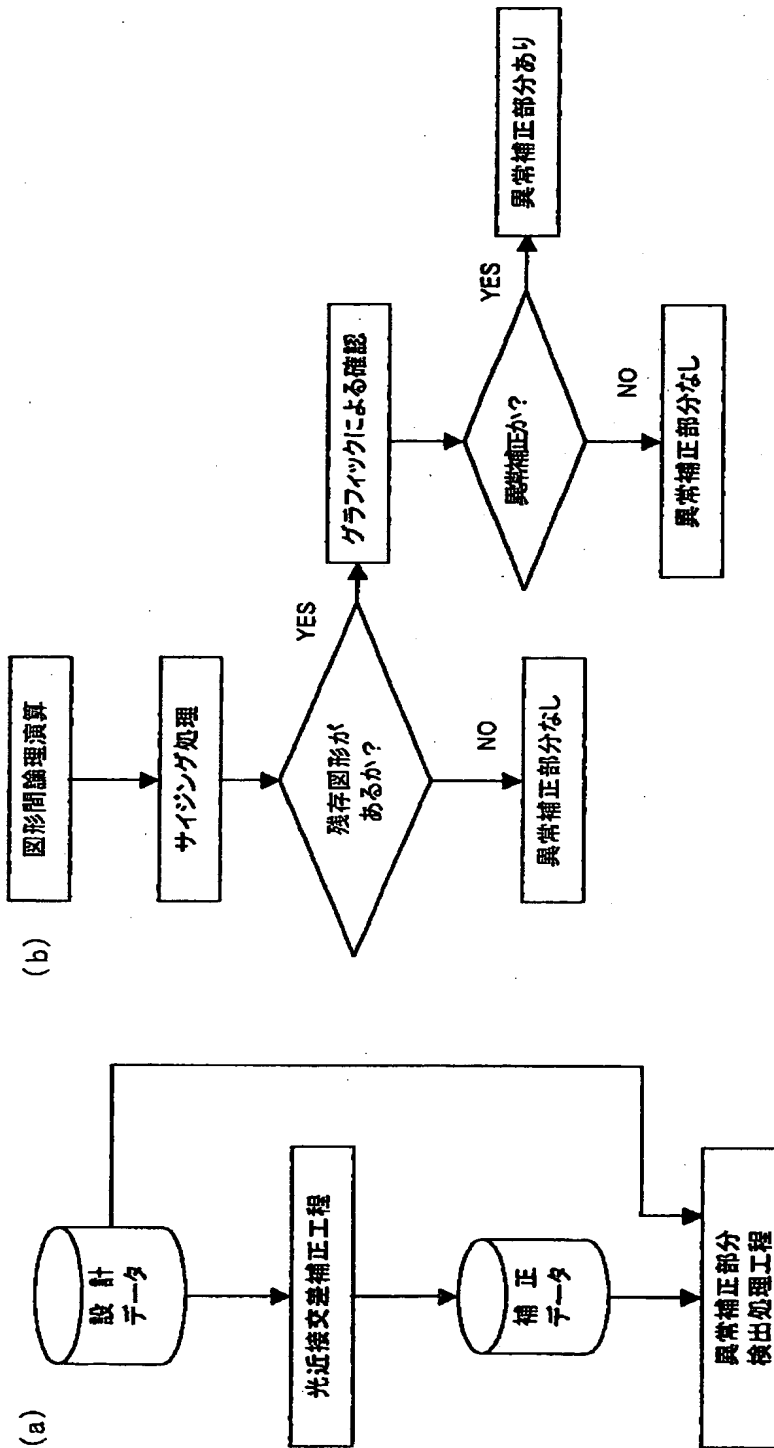 (a)
設計
データ
光近接交差補正工程
補正
データ
異常補正部分
検出処理工程
(b)
図形間論理演算
サイジング処理
残存図形が
あるか？
YES
NO
異常補正部分なし
グラフィックによる確認
異常補正か？
YES
NO
異常補正部分なし
異常補正部分あり